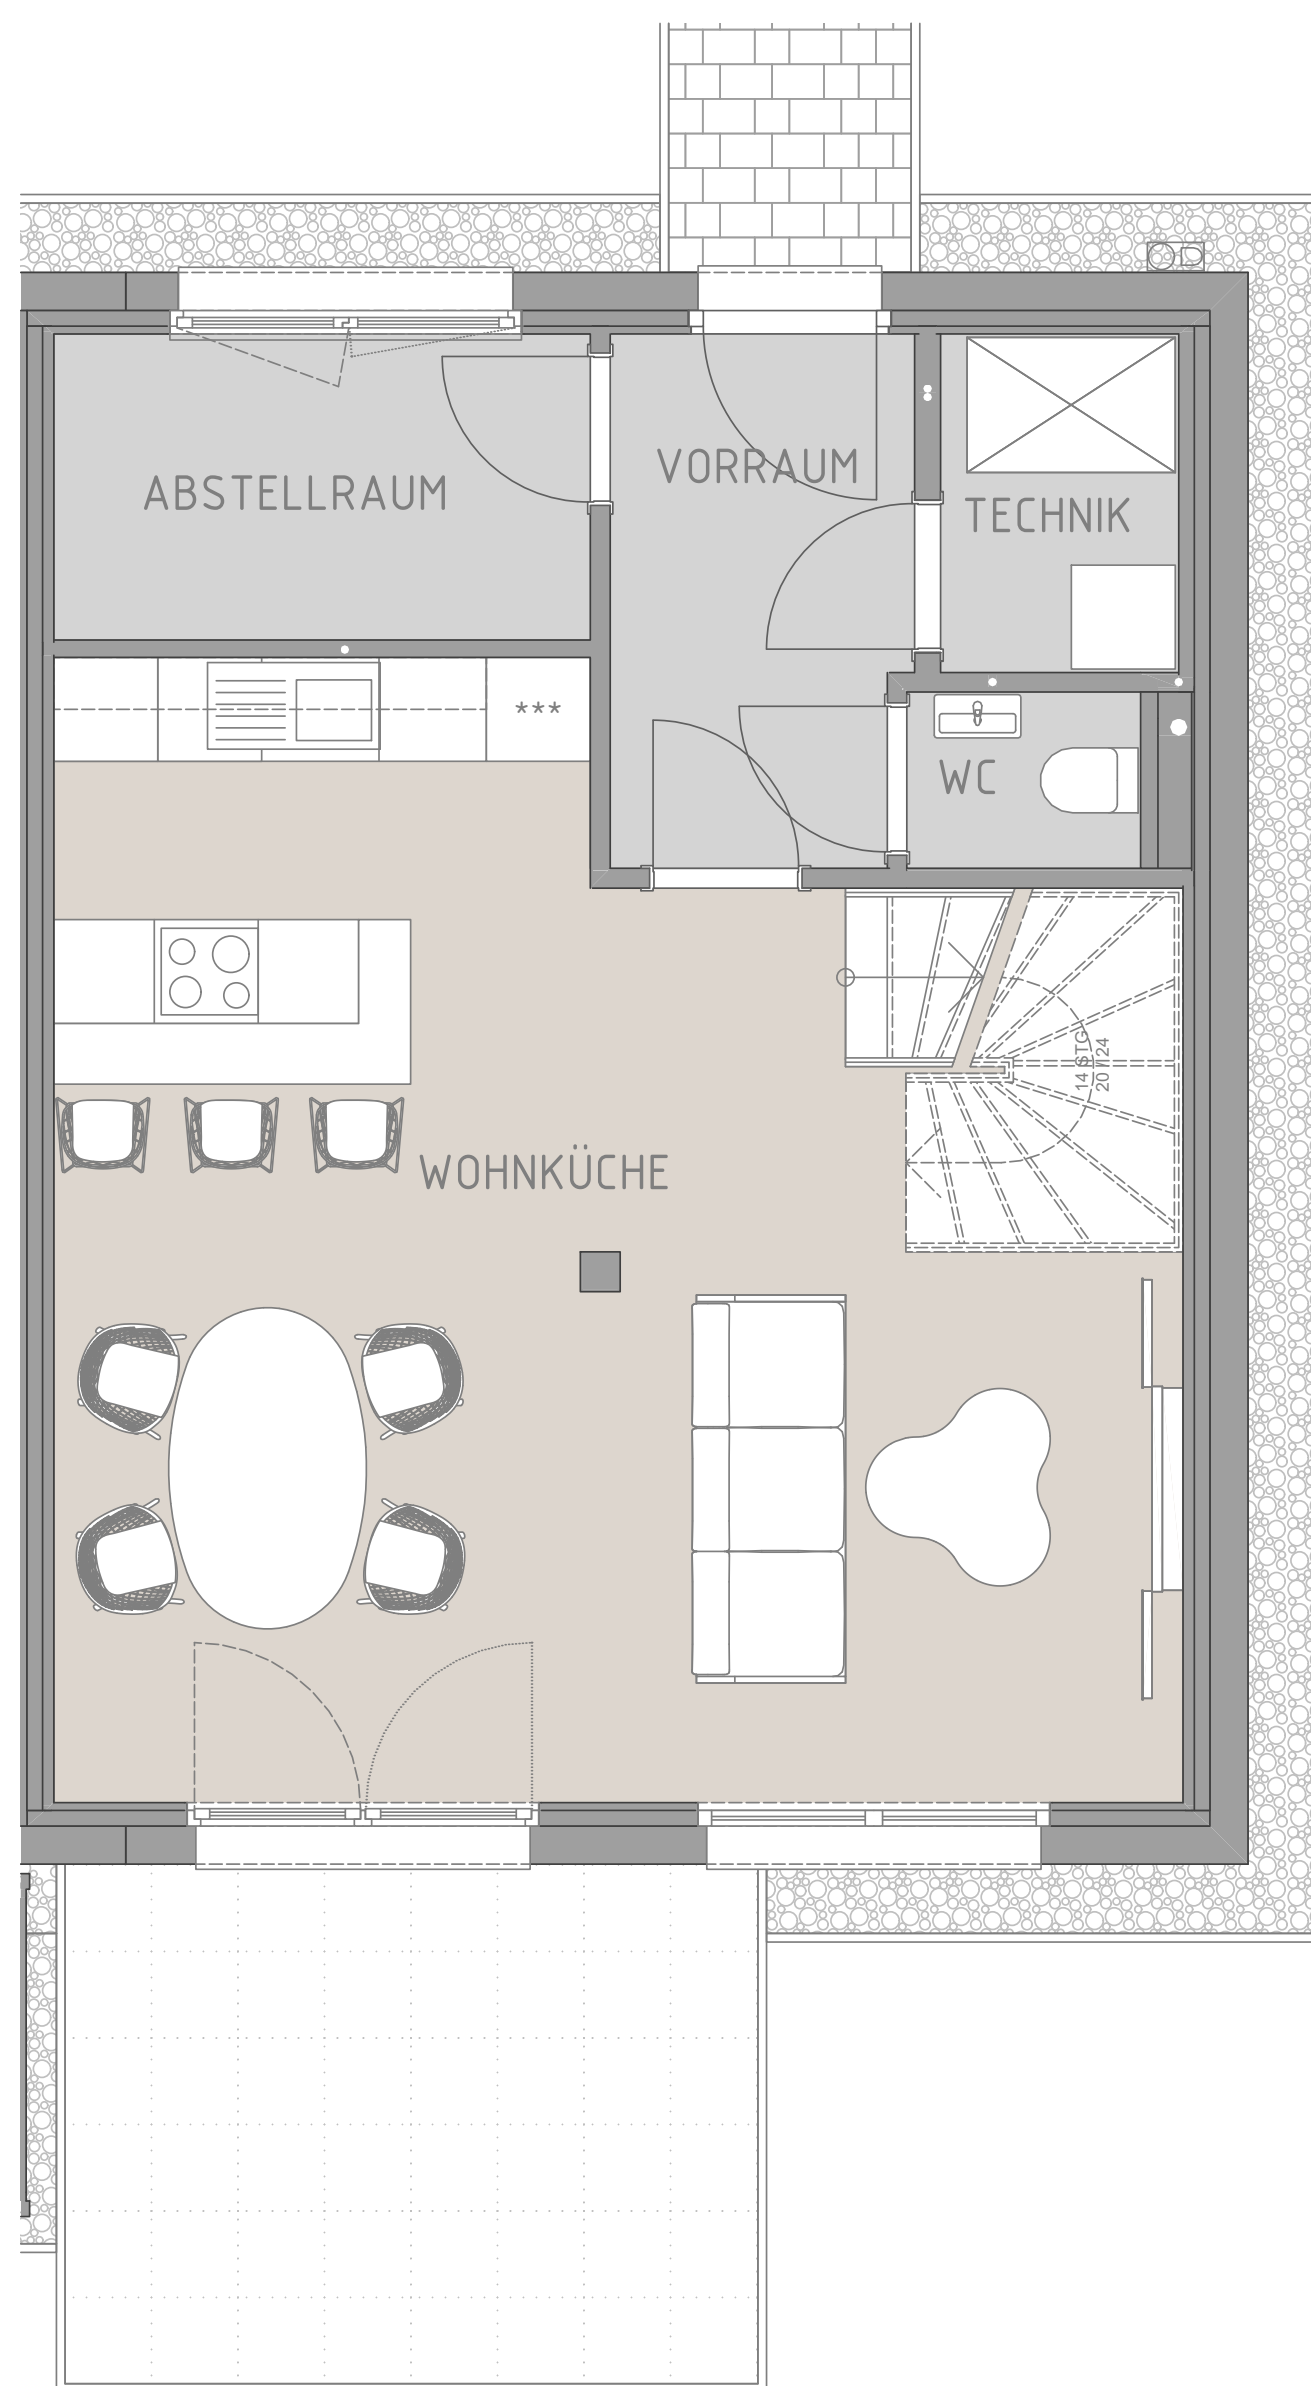 VORRAUM
ABSTELLRAUM
TECHNIK
***
WC
14 STG
20 / 24
WOHNKÜCHE